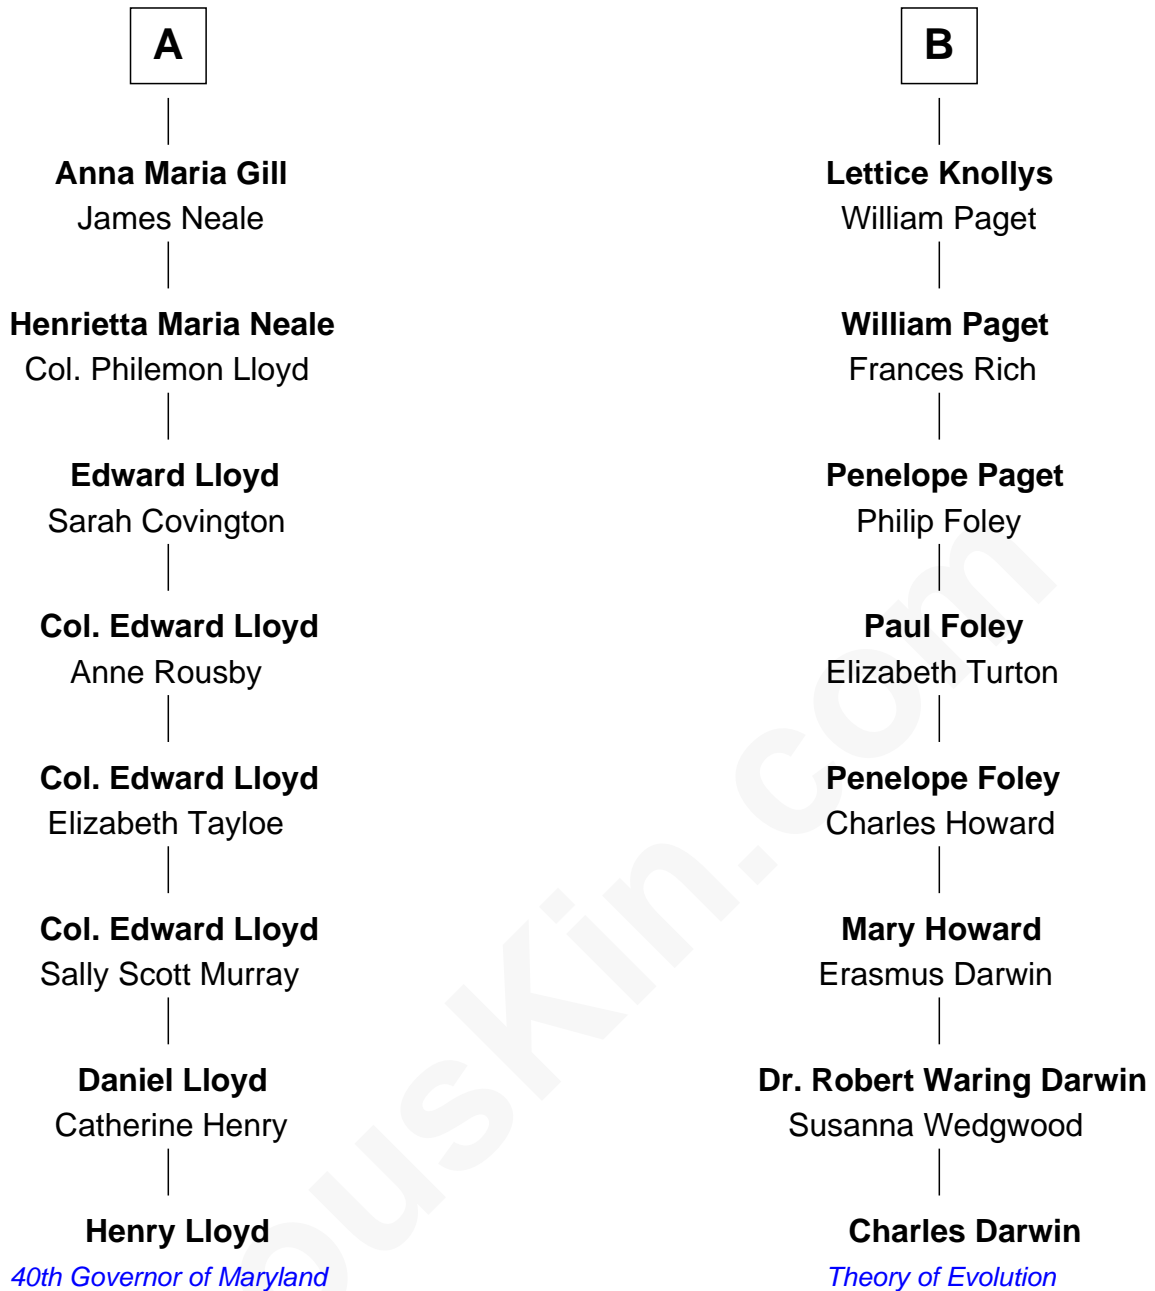 A
Anna Maria Gill
James Neale
Henrietta Maria Neale
Col. Philemon Lloyd
Edward Lloyd
Sarah Covington
Col. Edward Lloyd
Anne Rousby
Col. Edward Lloyd
Elizabeth Tayloe
Col. Edward Lloyd
Sally Scott Murray
Daniel Lloyd
Catherine Henry
Henry Lloyd
40th Governor of Maryland
B
Lettice Knollys
William Paget
William Paget
Frances Rich
Penelope Paget
Philip Foley
Paul Foley
Elizabeth Turton
Penelope Foley
Charles Howard
Mary Howard
Erasmus Darwin
Dr. Robert Waring Darwin
Susanna Wedgwood
Charles Darwin
Theory of Evolution
ousKin.com